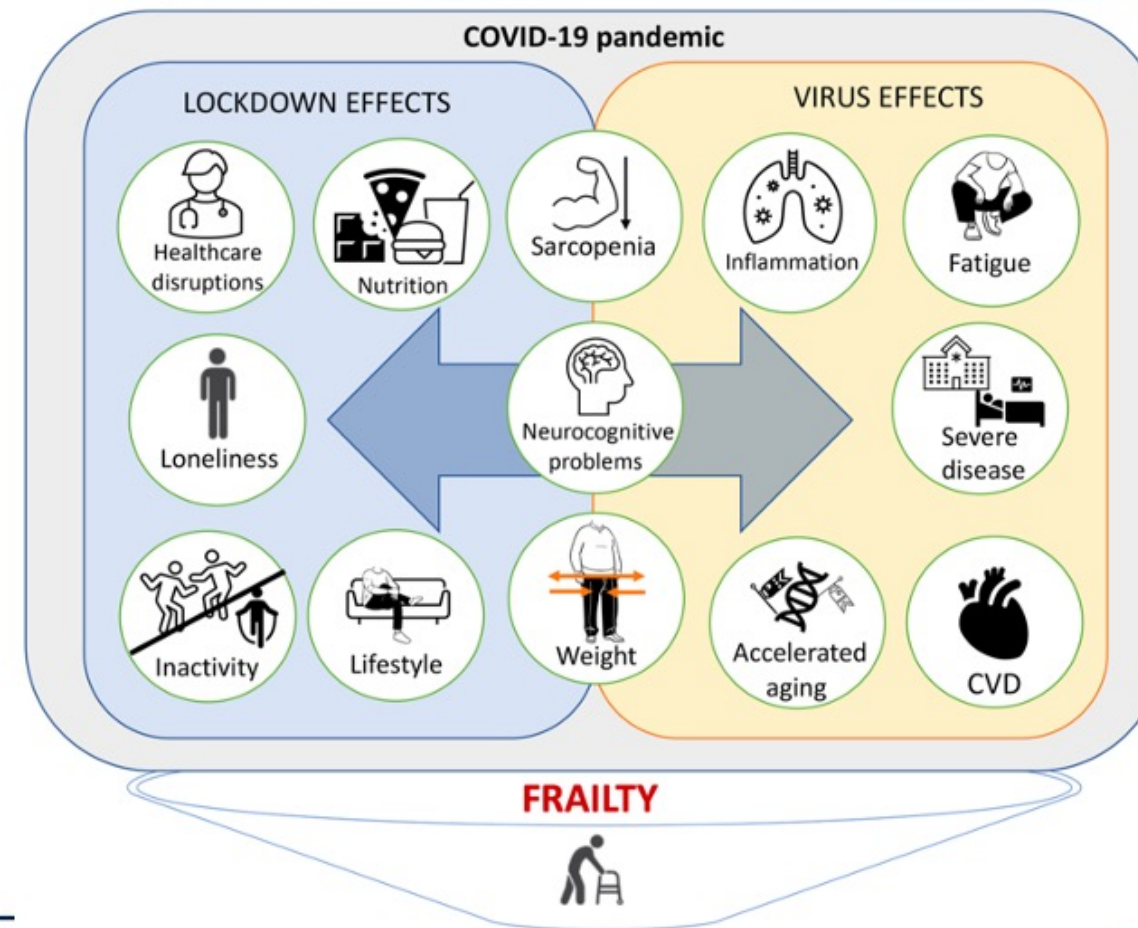 COVID-19 pandemic
LOCKDOWN EFFECTS
VIRUS EFFECTS
Healthcare
disruptions
Nutrition
Sarcopenia
Inflammation
Fatigue
Loneliness
Neurocognitive
problems
Severe
disease
Inactivity
Lifestyle
Weight
Accelerated
aging
CVD
FRAILTY